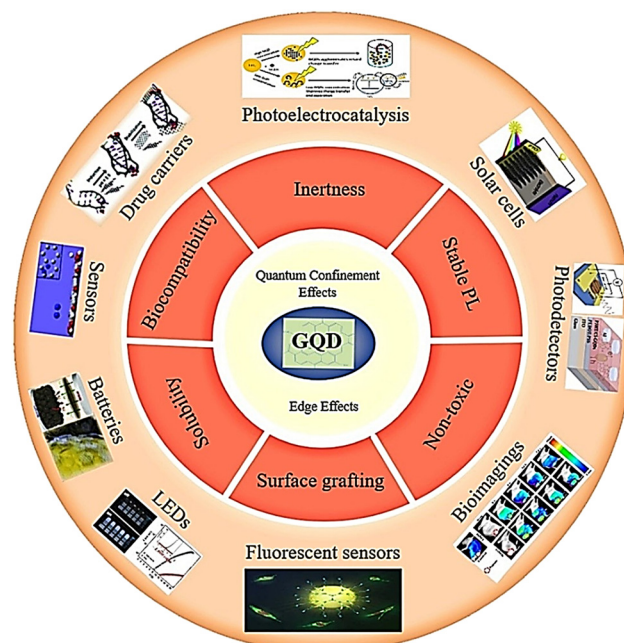 Photoelectrocatalysis
Drug carriers
Solar cells
Inertness
Biocompatibility
Stable PL
Sensors
Photodetectors
Quantum Confinement
Effects
GQD
Edge Effects
Batteries
Solubility
Non-toxic
Surface grafting
LEDs
Bioimagings
Fluorescent sensors